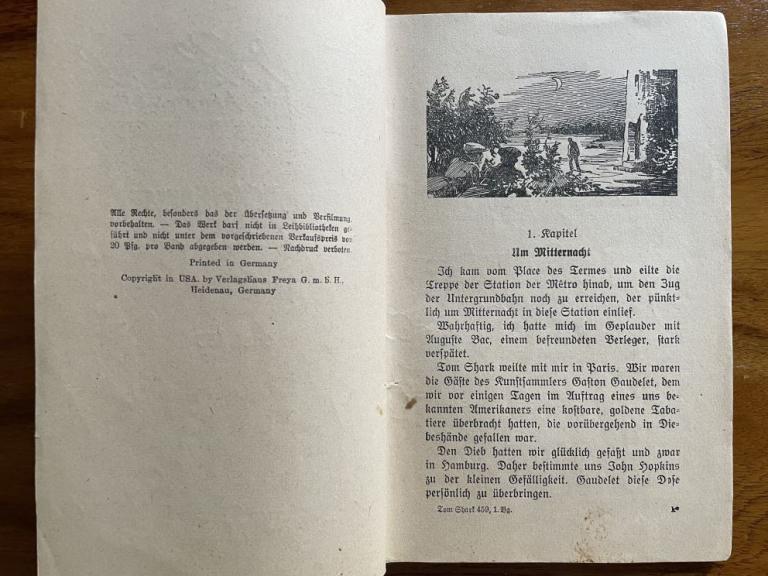 Alle Rechte, besonders das der Übersetzung und Verfilmung,
vorbehalten. — Das Werk darf nicht in Leihbibliotheken ge-
führt und nicht unter dem vorgeschriebenen Verkaufspreis von
20 Pfg. pro Band abgegeben werden. — Nachdruck verboten.
Printed in Germany
Copyright in USA. by Verlagshaus Freya G. m. b. H.,
Heidenau, Germany
1. Kapitel
Um Mitternacht
Ich kam vom Place des Termes und eilte die
Treppe der Station der Métro hinab, um den Zug
der Untergrundbahn noch zu erreichen, der pünkt-
lich um Mitternacht in diese Station einlief.
Wahrhaftig, ich hatte mich im Geplauder mit
Auguste Bac, einem befreundeten Verleger, stark
verspätet.
Tom Shark weilte mit mir in Paris. Wir waren
die Gäste des Kunstsammlers Gaston Gaudelet, dem
wir vor einigen Tagen im Auftrag eines uns be-
kannten Amerikaners eine kostbare, goldene Taba-
tiere überbracht hatten, die vorübergehend in Die-
beshände gefallen war.
Den Dieb hatten wir glücklich gefaßt und zwar
in Hamburg. Daher bestimmte uns John Hopkins
zu der kleinen Gefälligkeit. Gaudelet diese Dose
persönlich zu überbringen.
Tom Shark 459, 1. Bg. 1*